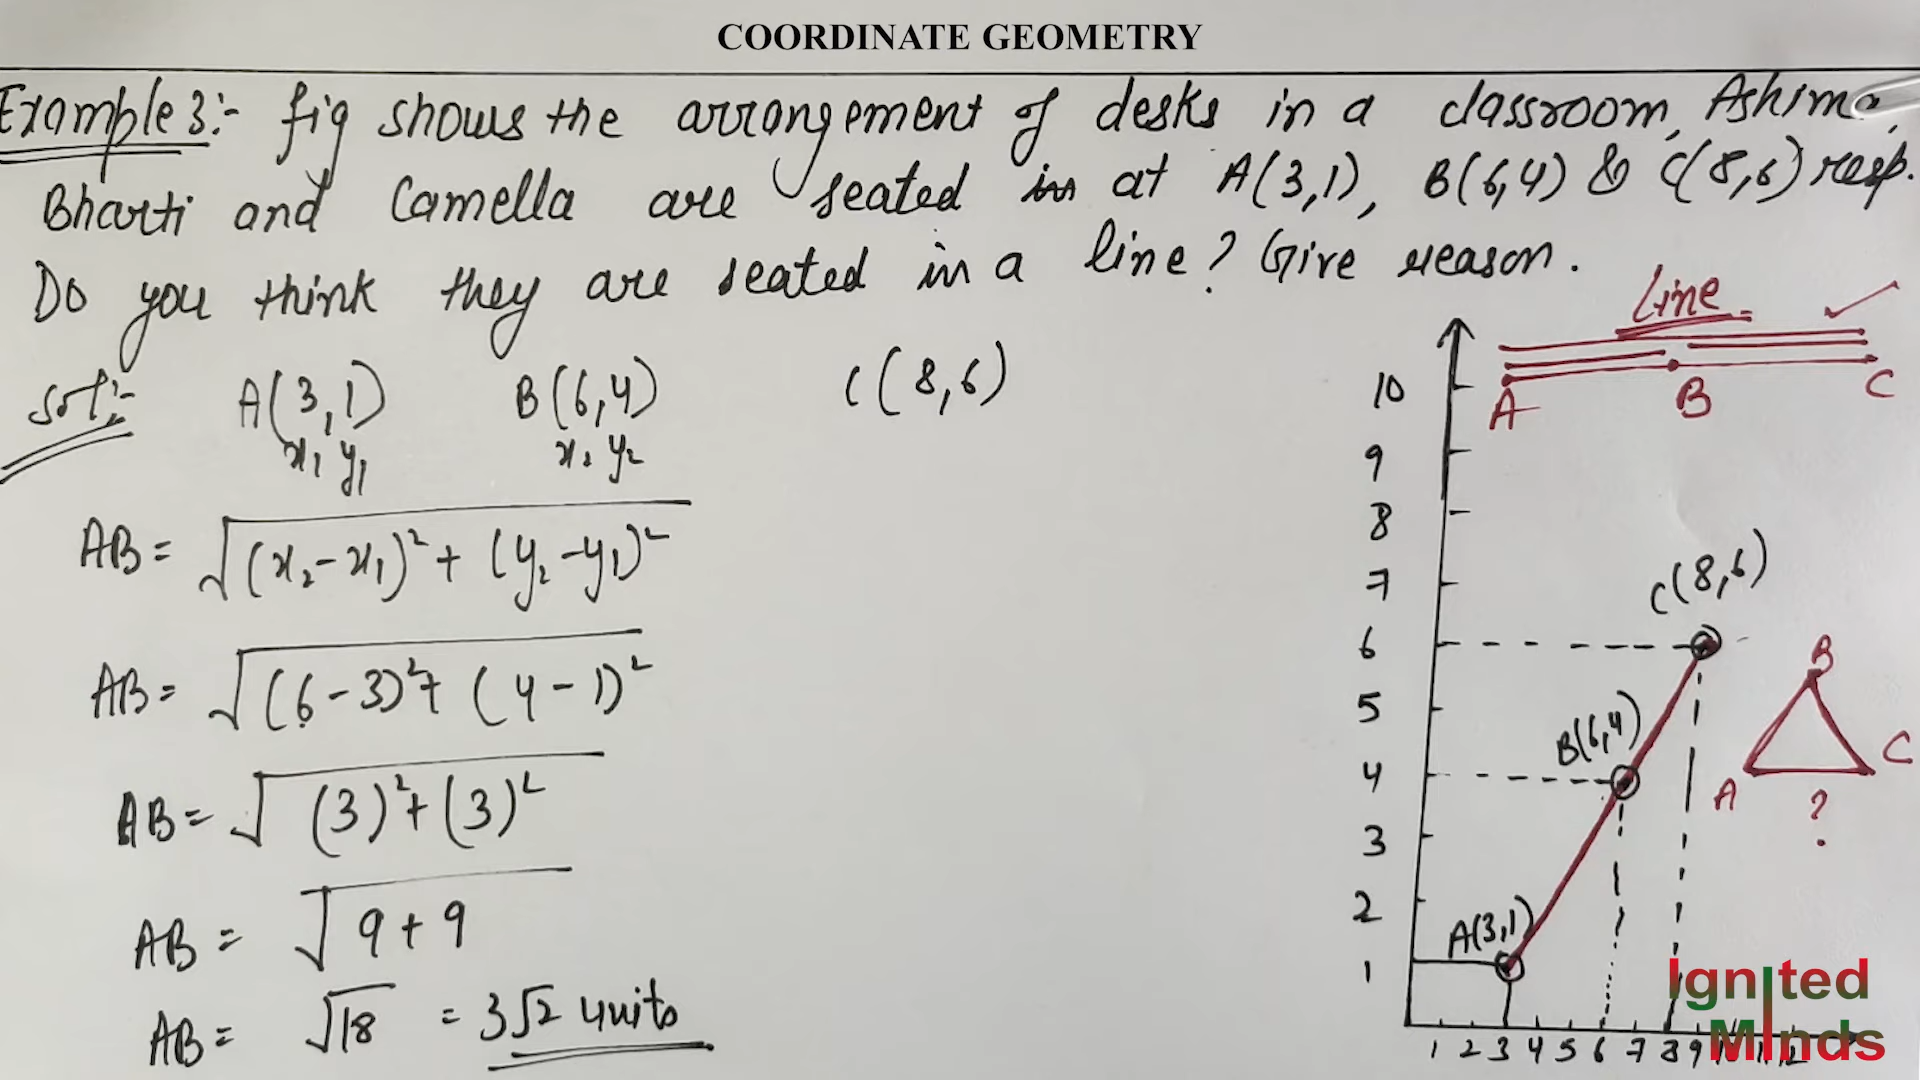 COORDINATE GEOMETRY
Example 3:- fig shows the arrangement of desks in a classroom, Ashima,
Bharti and Camella are seated at A(3,1), B(6,4) & C(8,6) resp.
Do you think they are seated in a line? Give reason.
Line
A B C
Sol:-
A(3,1) B(6,4) C(8,6)
x₁ y₁ x₂ y₂
AB = √(x₂-x₁)²+(y₂-y₁)²
AB = √(6-3)²+(4-1)²
AB = √(3)²+(3)²
AB = √9+9
AB = √18 = 3√2 units
10
9
8
7
6
5
4
3
2
1
C(8,6)
B(6,4)
A(3,1)
B
A C
?
1 2 3 4 5 6 7 8 9 10 11 12
Ignited
Minds